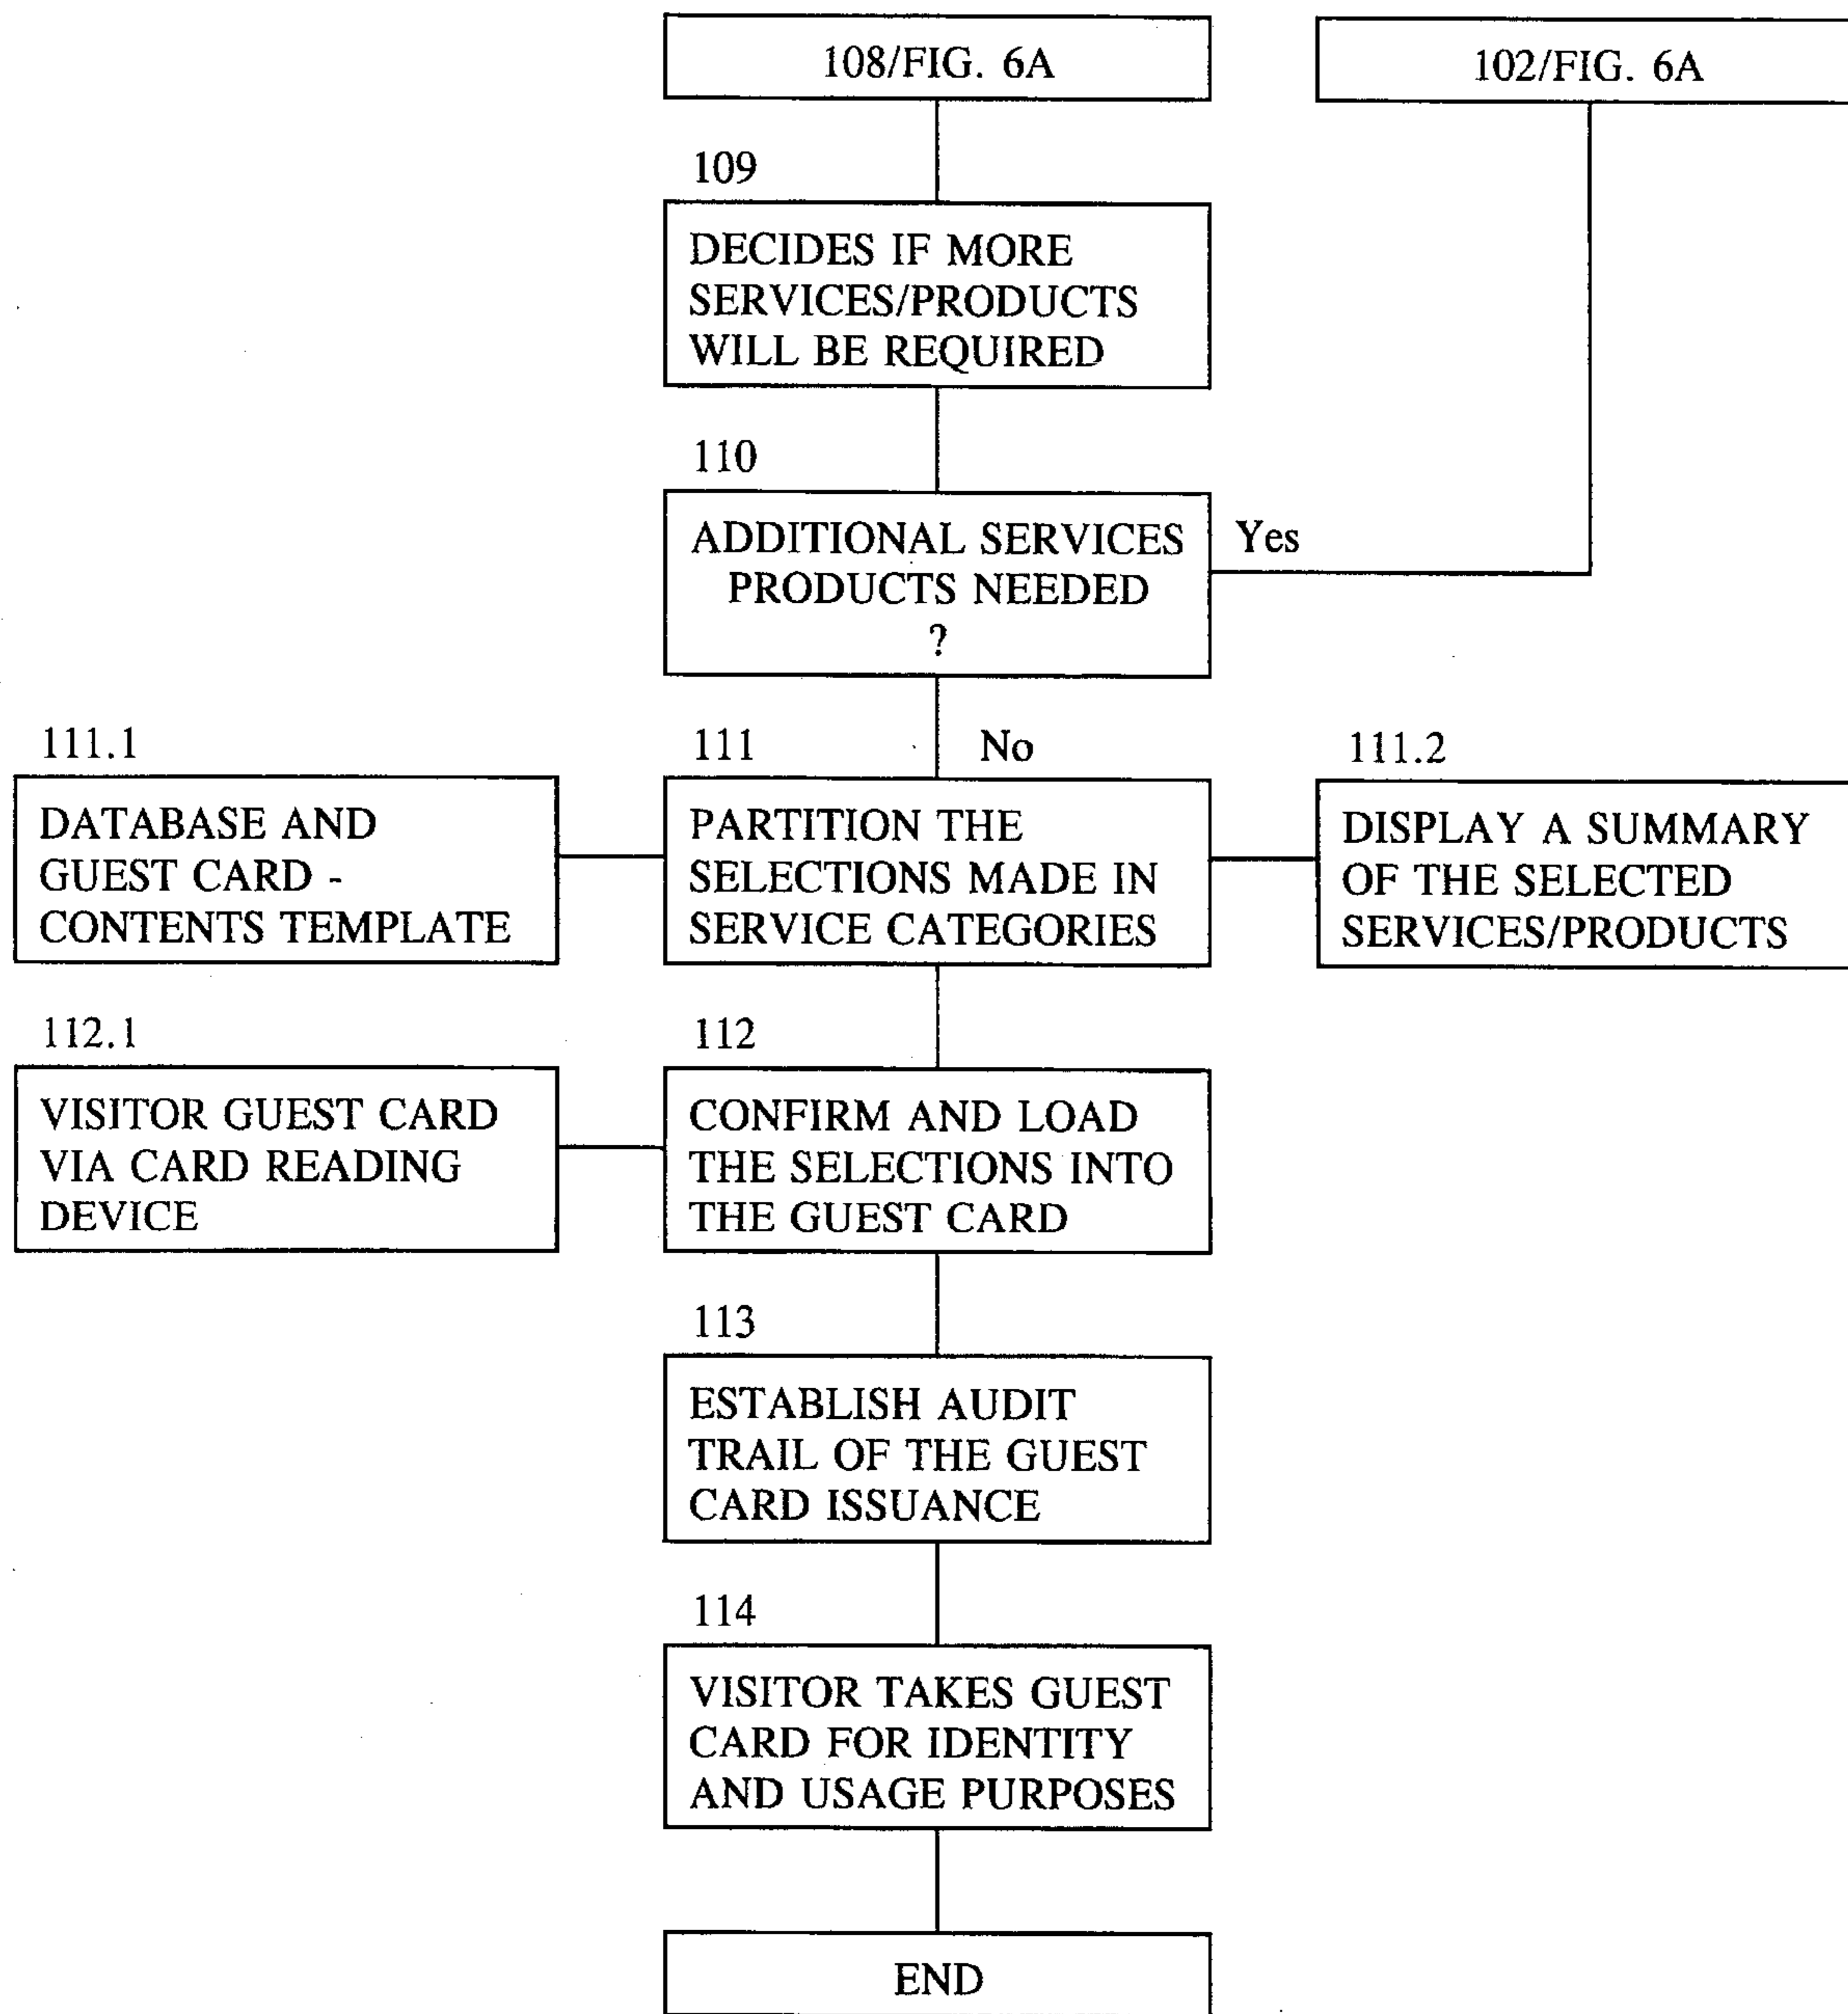 108/FIG. 6A
102/FIG. 6A
109
DECIDES IF MORE
SERVICES/PRODUCTS
WILL BE REQUIRED
110
ADDITIONAL SERVICES
PRODUCTS NEEDED
?
Yes
No
111.1
DATABASE AND
GUEST CARD -
CONTENTS TEMPLATE
111
PARTITION THE
SELECTIONS MADE IN
SERVICE CATEGORIES
111.2
DISPLAY A SUMMARY
OF THE SELECTED
SERVICES/PRODUCTS
112.1
VISITOR GUEST CARD
VIA CARD READING
DEVICE
112
CONFIRM AND LOAD
THE SELECTIONS INTO
THE GUEST CARD
113
ESTABLISH AUDIT
TRAIL OF THE GUEST
CARD ISSUANCE
114
VISITOR TAKES GUEST
CARD FOR IDENTITY
AND USAGE PURPOSES
END